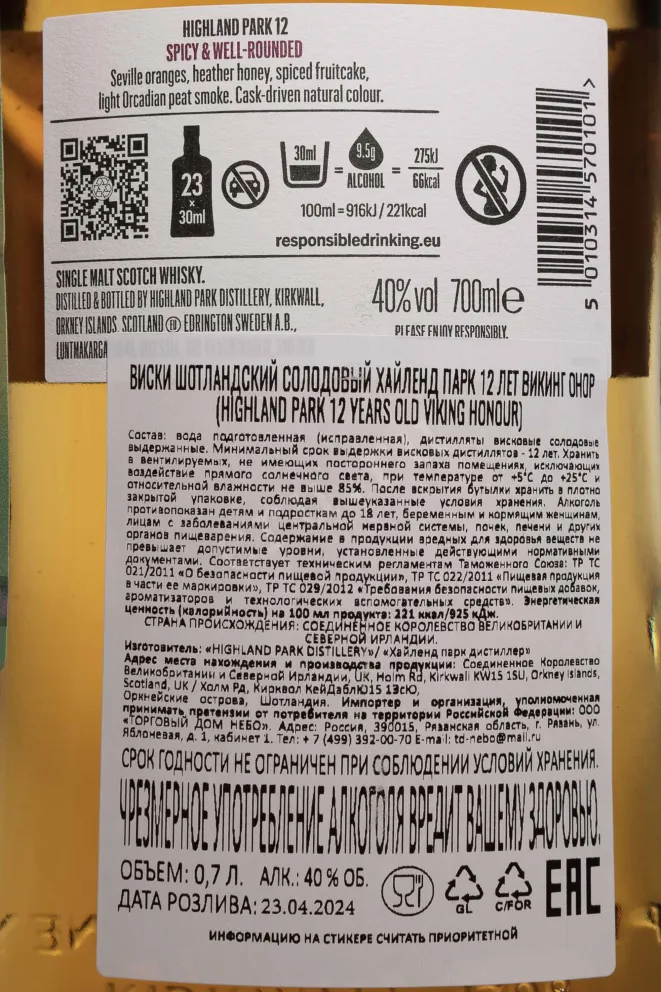 HIGHLAND PARK 12
SPICY & WELL-ROUNDED
Seville oranges, heather honey, spiced fruitcake,
light Orcadian peat smoke. Cask-driven natural colour.
23
x
30ml
30ml
=
9.5g
ALCOHOL
=
275kJ
66kcal
100ml=916kJ/221kcal
responsibledrinking.eu
5 010314 570101 >
SINGLE MALT SCOTCH WHISKY.
DISTILLED & BOTTLED BY HIGHLAND PARK DISTILLERY, KIRKWALL,
ORKNEY ISLANDS. SCOTLAND EDRINGTON SWEDEN A.B.,
LUNTMAKARGA
40%vol 700ml℮
PLEASE ENJOY RESPONSIBLY.
ВИСКИ ШОТЛАНДСКИЙ СОЛОДОВЫЙ ХАЙЛЕНД ПАРК 12 ЛЕТ ВИКИНГ ОНОР
(HIGHLAND PARK 12 YEARS OLD VIKING HONOUR)
Состав: вода подготовленная (исправленная), дистилляты висковые солодовые
выдержанные. Минимальный срок выдержки висковых дистиллятов - 12 лет. Хранить
в вентилируемых, не имеющих постороннего запаха помещениях, исключающих
воздействие прямого солнечного света, при температуре от +5°С до +25°С и
относительной влажности не выше 85%. После вскрытия бутылки хранить в плотно
закрытой упаковке, соблюдая вышеуказанные условия хранения. Алкоголь
противопоказан детям и подросткам до 18 лет, беременным и кормящим женщинам,
лицам с заболеваниями центральной нервной системы, почек, печени и других
органов пищеварения. Содержание в продукции вредных для здоровья веществ не
превышает допустимые уровни, установленные действующими нормативными
документами. Соответствует техническим регламентам Таможенного Союза: ТР ТС
021/2011 «О безопасности пищевой продукции», ТР ТС 022/2011 «Пищевая продукция
в части ее маркировки», ТР ТС 029/2012 «Требования безопасности пищевых добавок,
ароматизаторов и технологических вспомогательных средств». Энергетическая
ценность (калорийность) на 100 мл продукта: 221 ккал/925 кДж.
СТРАНА ПРОИСХОЖДЕНИЯ: СОЕДИНЕННОЕ КОРОЛЕВСТВО ВЕЛИКОБРИТАНИИ И
СЕВЕРНОЙ ИРЛАНДИИ.
Изготовитель: «HIGHLAND PARK DISTILLERY»/ «Хайленд парк дистиллер»
Адрес места нахождения и производства продукции: Соединенное Королевство
Великобритании и Северной Ирландии, UK, Holm Rd, Kirkwall KW15 1SU, Orkney Islands,
Scotland, UK / Холм Рд, Кирквол КейДаблЮ15 1ЭсЮ,
Оркнейские острова, Шотландия. Импортер и организация, уполномоченная
принимать претензии от потребителя на территории Российской Федерации: ООО
«ТОРГОВЫЙ ДОМ НЕБО». Адрес: Россия, 390015, Рязанская область, г. Рязань, ул.
Яблоневая, д. 1, кабинет 1. Тел: + 7 (499) 392-00-70 E-mail: td-nebo@mail.ru
СРОК ГОДНОСТИ НЕ ОГРАНИЧЕН ПРИ СОБЛЮДЕНИИ УСЛОВИЙ ХРАНЕНИЯ.
ЧРЕЗМЕРНОЕ УПОТРЕБЛЕНИЕ АЛКОГОЛЯ ВРЕДИТ ВАШЕМУ ЗДОРОВЬЮ.
ОБЪЕМ: 0,7 Л. АЛК.: 40 % ОБ.
ДАТА РОЗЛИВА: 23.04.2024
GL
C/FOR
EAC
ИНФОРМАЦИЮ НА СТИКЕРЕ СЧИТАТЬ ПРИОРИТЕТНОЙ